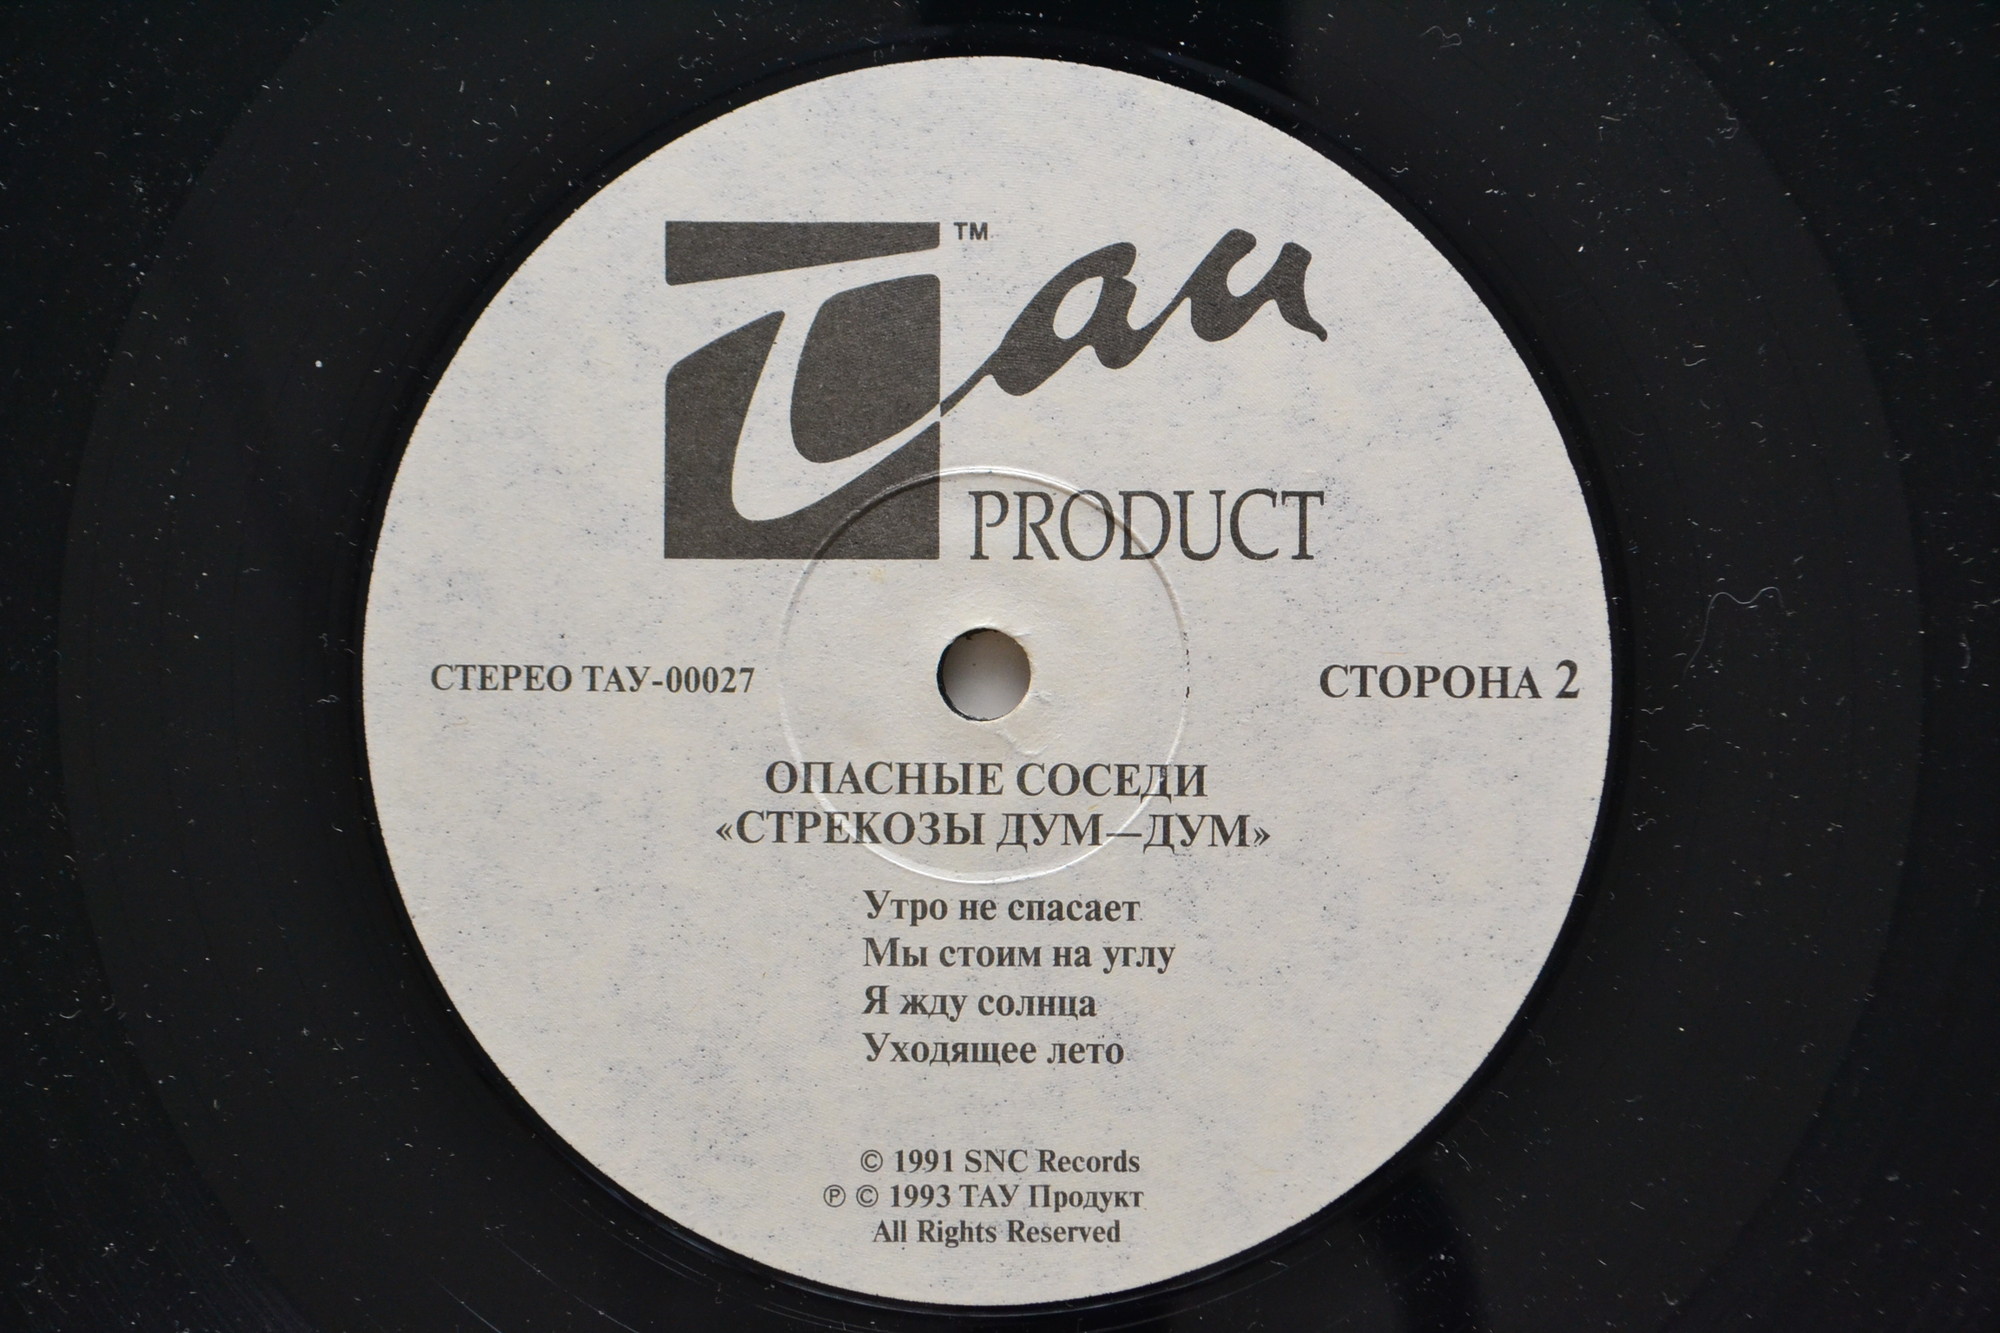 Tau™
PRODUCT
СТЕРЕО ТАУ-00027
СТОРОНА 2
ОПАСНЫЕ СОСЕДИ
«СТРЕКОЗЫ ДУМ—ДУМ»
Утро не спасает
Мы стоим на углу
Я жду солнца
Уходящее лето
© 1991 SNC Records
℗ © 1993 ТАУ Продукт
All Rights Reserved